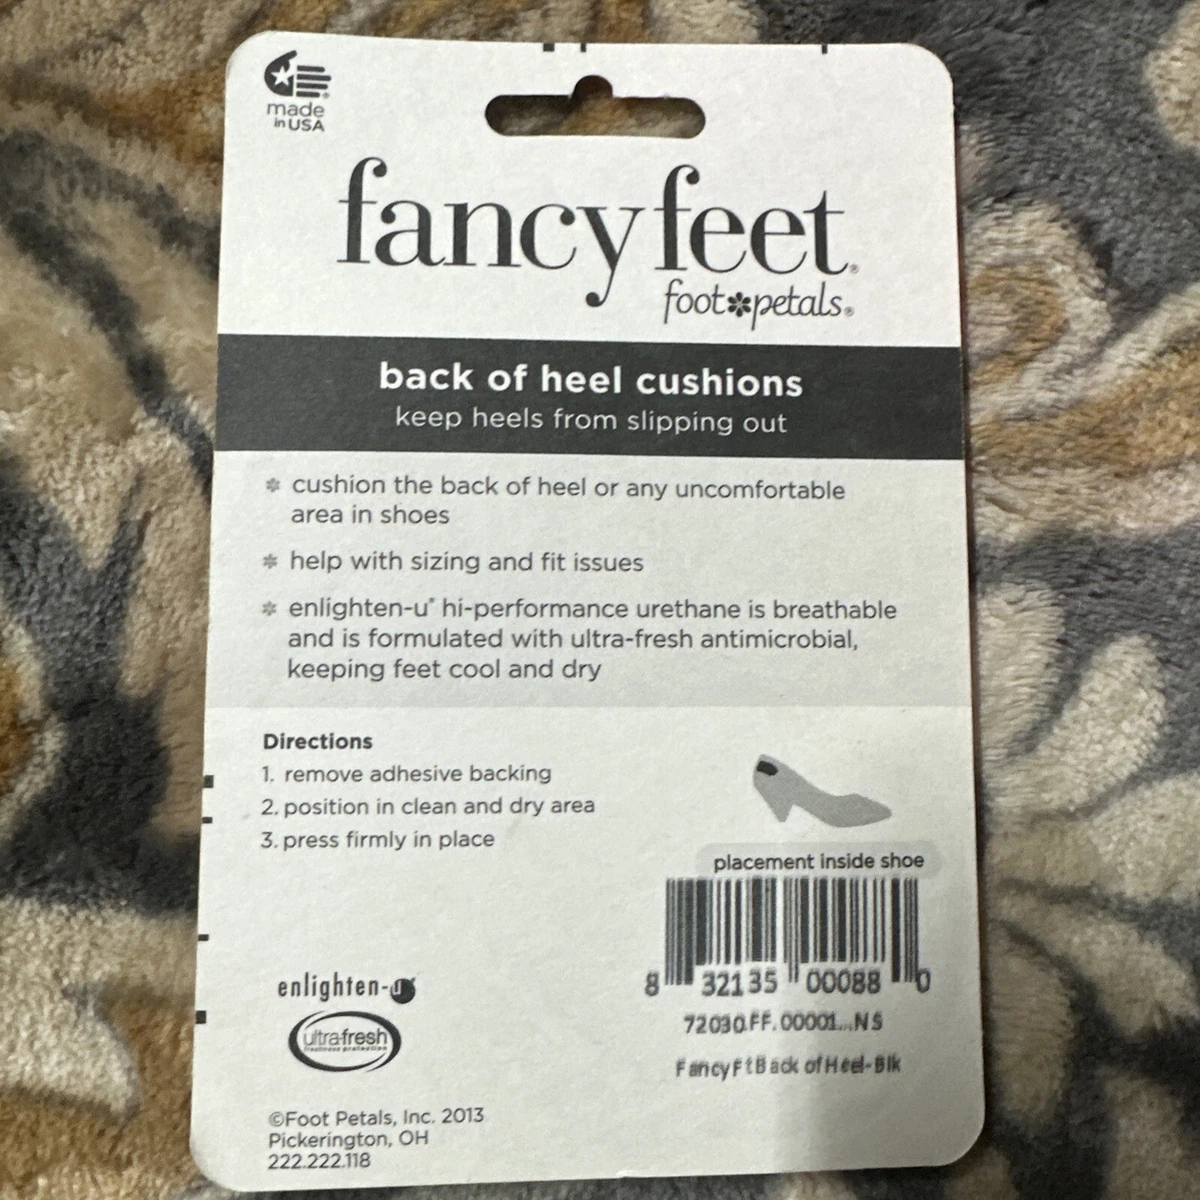 made
in USA
fancyfeet®
foot*petals®
back of heel cushions
keep heels from slipping out
* cushion the back of heel or any uncomfortable
area in shoes
* help with sizing and fit issues
* enlighten-u® hi-performance urethane is breathable
and is formulated with ultra-fresh antimicrobial,
keeping feet cool and dry
Directions
1. remove adhesive backing
2. position in clean and dry area
3. press firmly in place
placement inside shoe
8 32135 00088 0
72030.FF.00001...NS
FancyFtBack of Heel-Blk
enlighten-u
ultra-fresh
©Foot Petals, Inc. 2013
Pickerington, OH
222.222.118